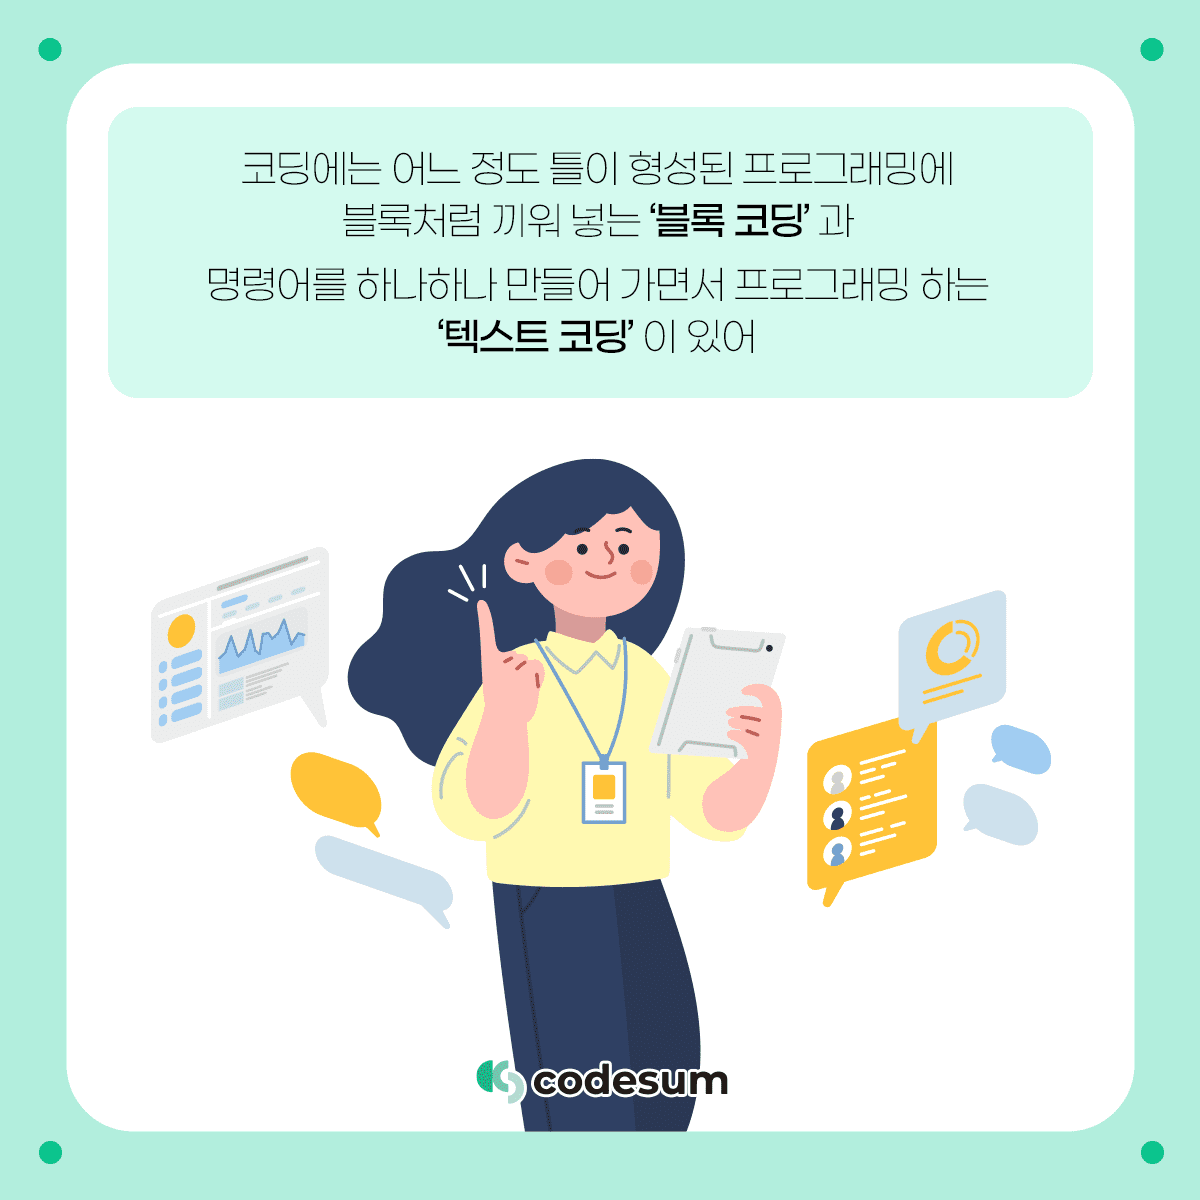 코딩에는 어느 정도 틀이 형성된 프로그래밍에
블록처럼 끼워 넣는 ‘블록 코딩’ 과
명령어를 하나하나 만들어 가면서 프로그래밍 하는
‘텍스트 코딩’ 이 있어
codesum